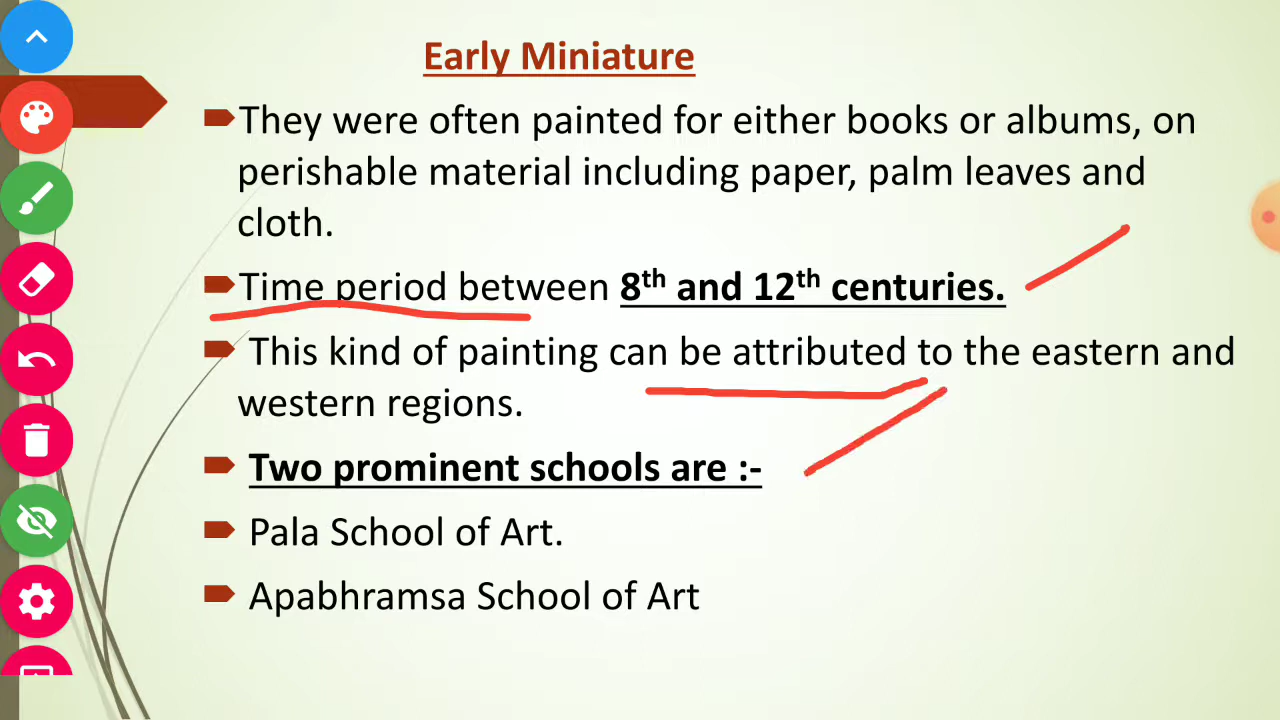 Early Miniature
They were often painted for either books or albums, on
perishable material including paper, palm leaves and
cloth.
Time period between 8th and 12th centuries.
This kind of painting can be attributed to the eastern and
western regions.
Two prominent schools are :-
Pala School of Art.
Apabhramsa School of Art